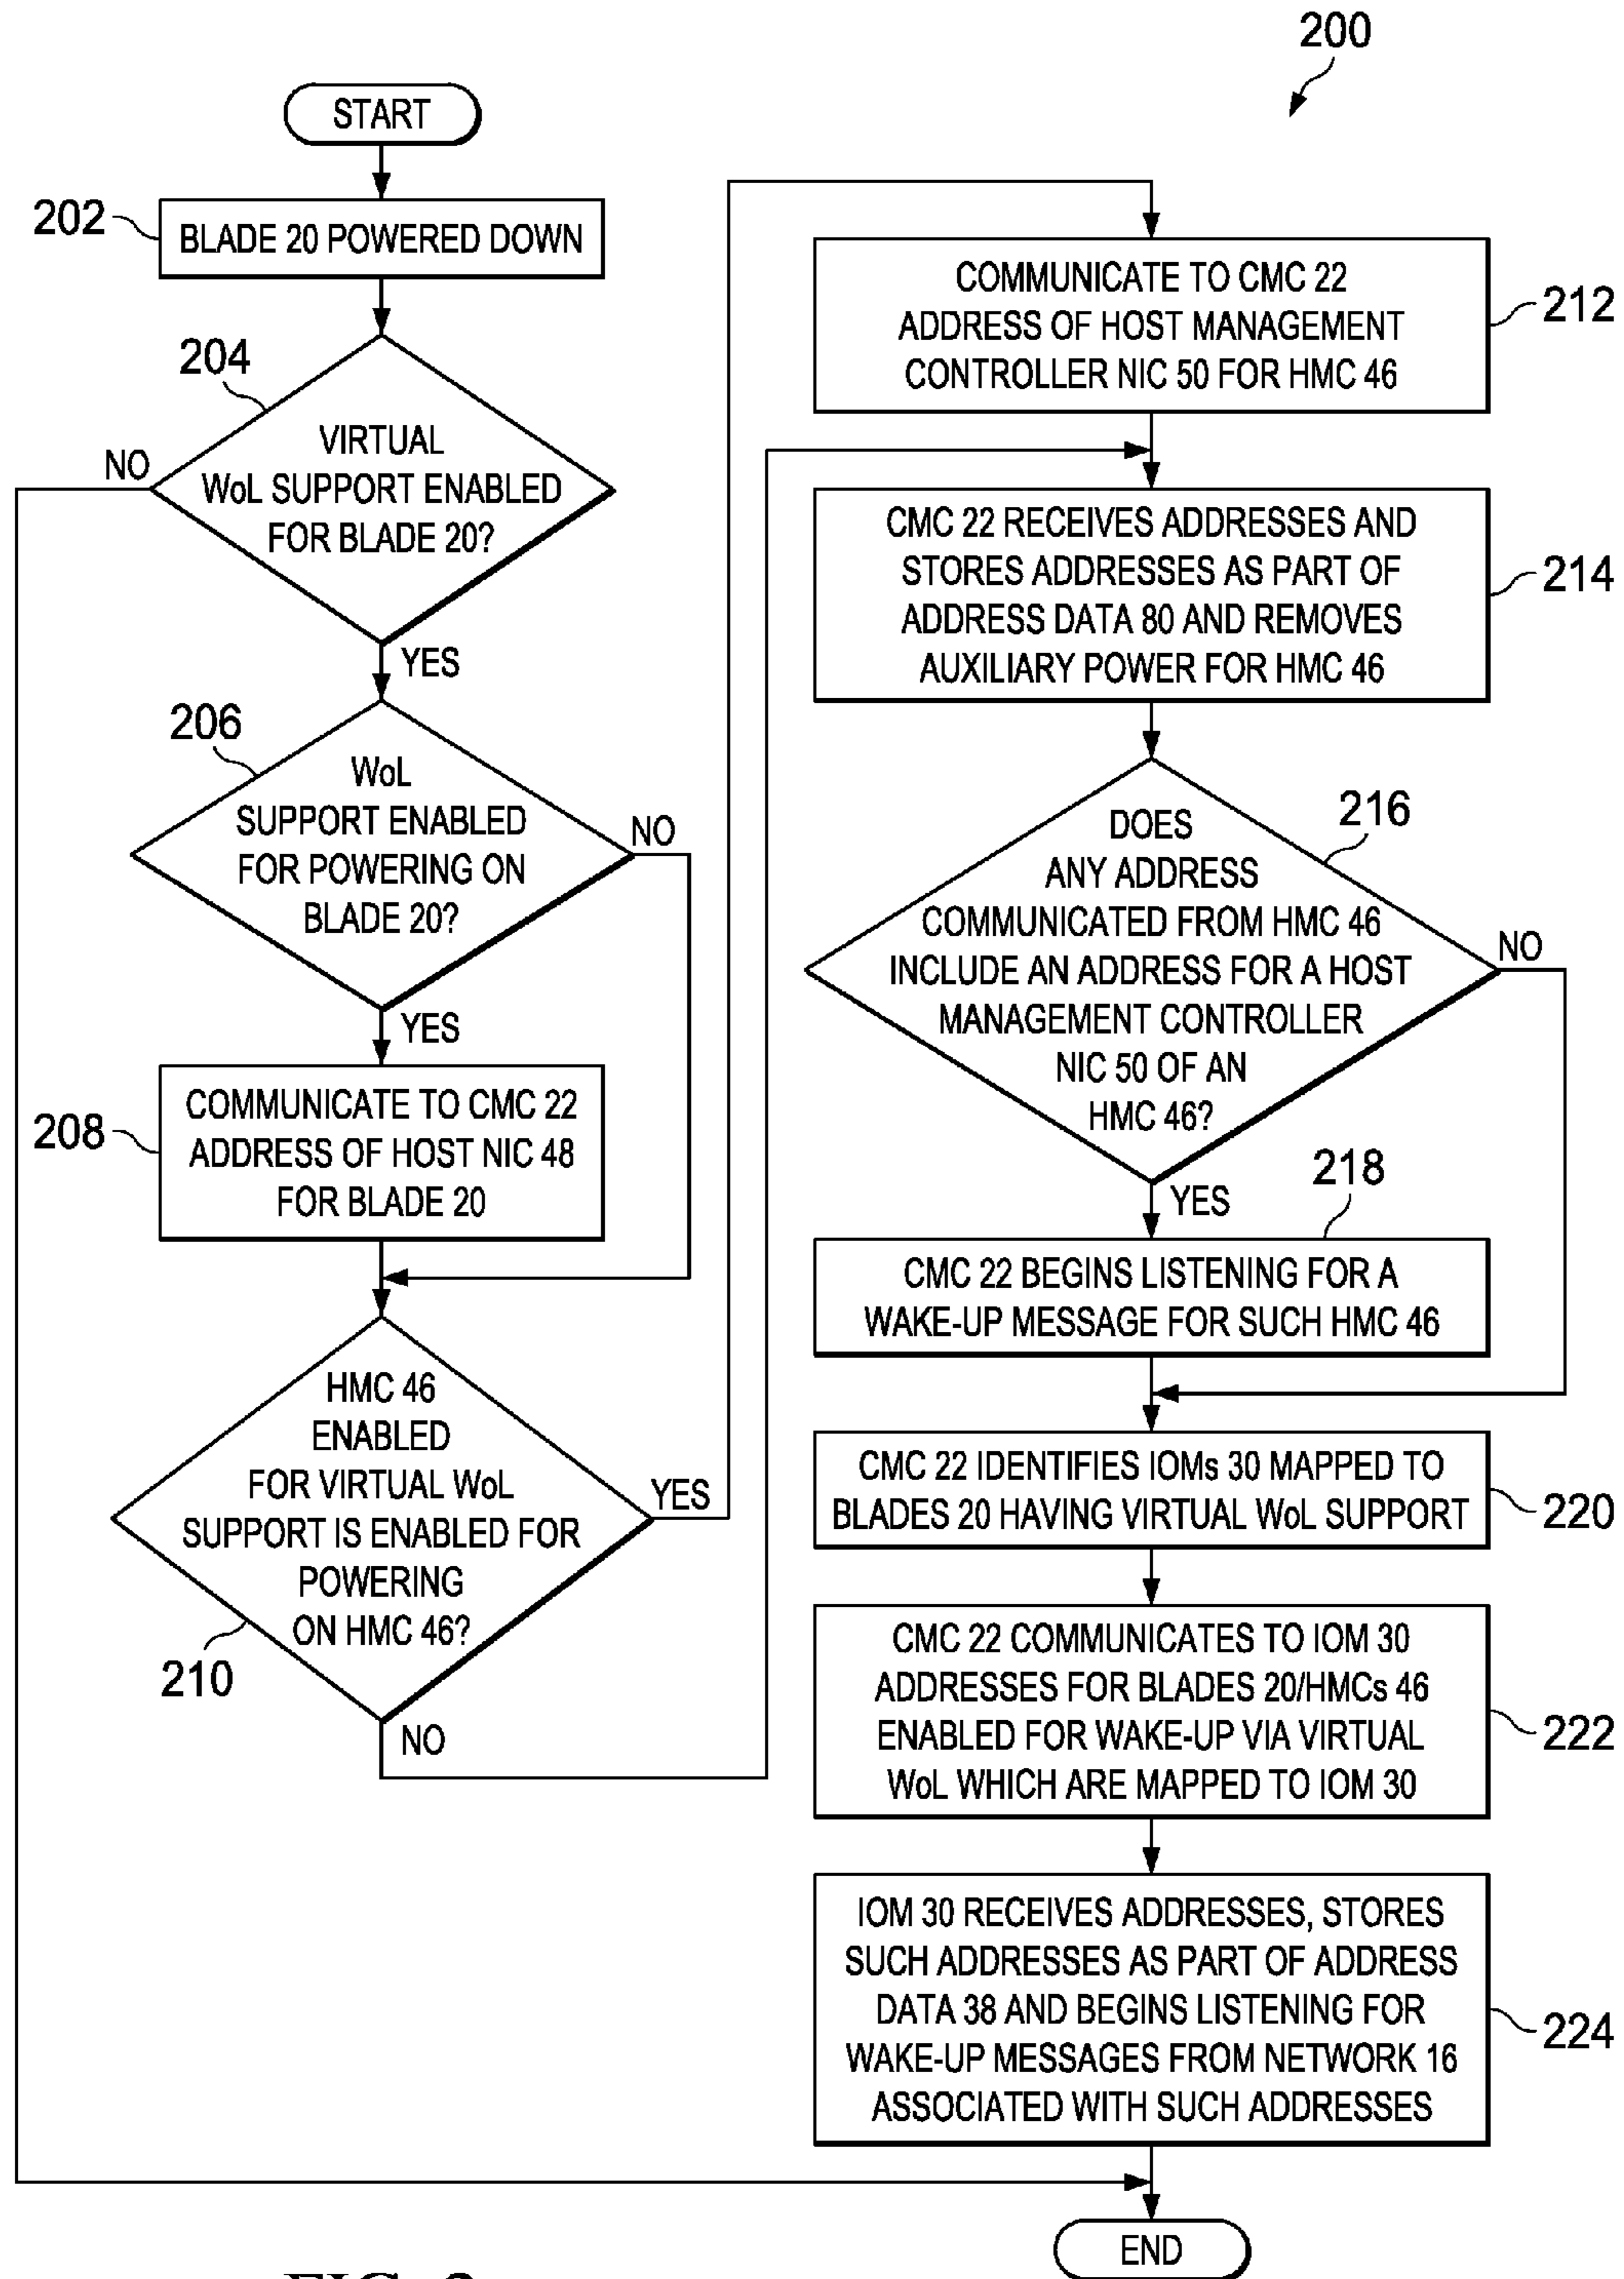 200
START
202
BLADE 20 POWERED DOWN
204
VIRTUAL
WoL SUPPORT ENABLED
FOR BLADE 20?
NO
YES
206
WoL
SUPPORT ENABLED
FOR POWERING ON
BLADE 20?
NO
YES
208
COMMUNICATE TO CMC 22
ADDRESS OF HOST NIC 48
FOR BLADE 20
HMC 46
ENABLED
FOR VIRTUAL WoL
SUPPORT IS ENABLED FOR
POWERING
ON HMC 46?
YES
210
NO
COMMUNICATE TO CMC 22
ADDRESS OF HOST MANAGEMENT
CONTROLLER NIC 50 FOR HMC 46
212
CMC 22 RECEIVES ADDRESSES AND
STORES ADDRESSES AS PART OF
ADDRESS DATA 80 AND REMOVES
AUXILIARY POWER FOR HMC 46
214
216
DOES
ANY ADDRESS
COMMUNICATED FROM HMC 46
INCLUDE AN ADDRESS FOR A HOST
MANAGEMENT CONTROLLER
NIC 50 OF AN
HMC 46?
NO
YES
218
CMC 22 BEGINS LISTENING FOR A
WAKE-UP MESSAGE FOR SUCH HMC 46
CMC 22 IDENTIFIES IOMs 30 MAPPED TO
BLADES 20 HAVING VIRTUAL WoL SUPPORT
220
CMC 22 COMMUNICATES TO IOM 30
ADDRESSES FOR BLADES 20/HMCs 46
ENABLED FOR WAKE-UP VIA VIRTUAL
WoL WHICH ARE MAPPED TO IOM 30
222
IOM 30 RECEIVES ADDRESSES, STORES
SUCH ADDRESSES AS PART OF ADDRESS
DATA 38 AND BEGINS LISTENING FOR
WAKE-UP MESSAGES FROM NETWORK 16
ASSOCIATED WITH SUCH ADDRESSES
224
END